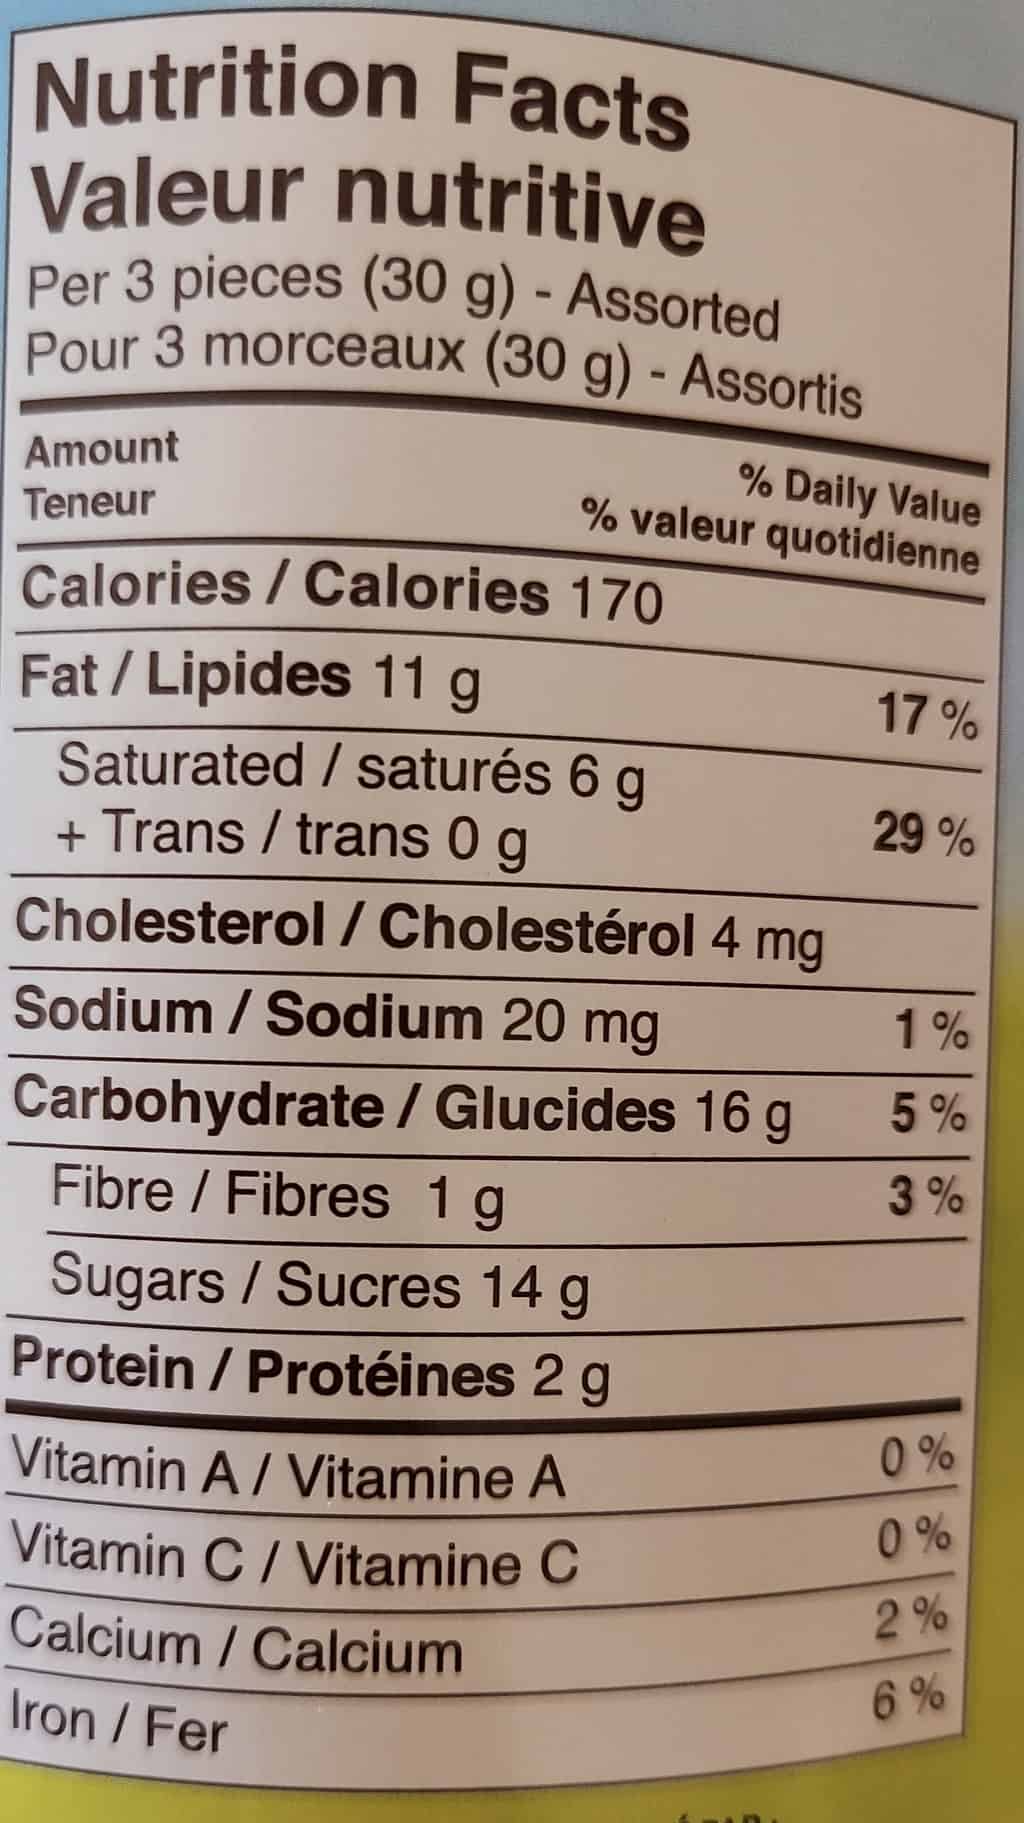 Nutrition Facts
Valeur nutritive
Per 3 pieces (30 g) - Assorted
Pour 3 morceaux (30 g) - Assortis
Amount
Teneur
% Daily Value
% valeur quotidienne
Calories / Calories 170
Fat / Lipides 11 g 17 %
Saturated / saturés 6 g
+ Trans / trans 0 g 29 %
Cholesterol / Cholestérol 4 mg
Sodium / Sodium 20 mg 1 %
Carbohydrate / Glucides 16 g 5 %
Fibre / Fibres 1 g 3 %
Sugars / Sucres 14 g
Protein / Protéines 2 g
Vitamin A / Vitamine A 0 %
Vitamin C / Vitamine C 0 %
Calcium / Calcium 2 %
Iron / Fer 6 %